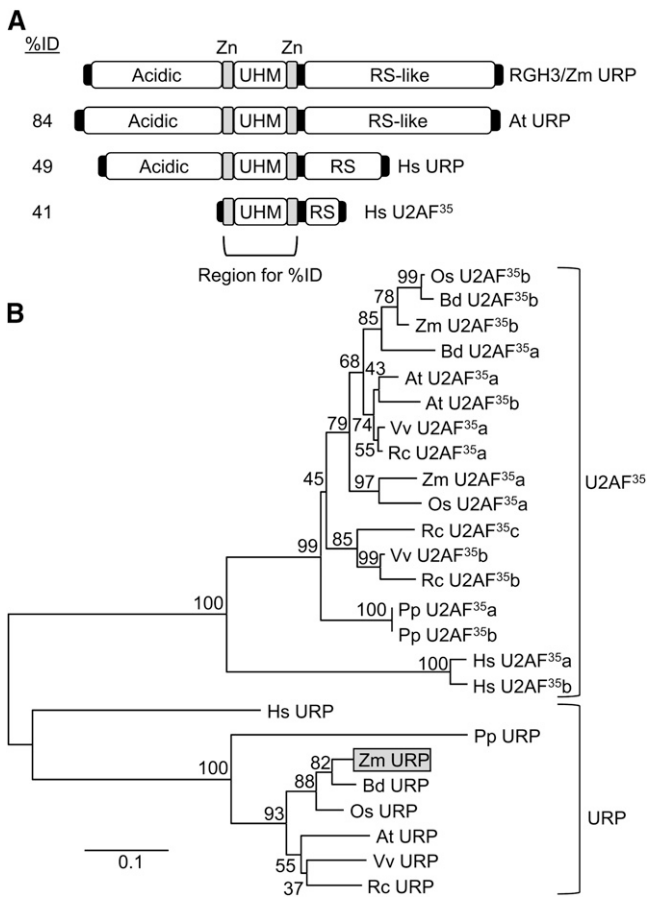 A
%ID
Zn Zn
Acidic UHM RS-like RGH3/Zm URP
84 Acidic UHM RS-like At URP
49 Acidic UHM RS Hs URP
41 UHM RS Hs U2AF³⁵
Region for %ID
B
99 Os U2AF³⁵b
78 Bd U2AF³⁵b
Zm U2AF³⁵b
85 Bd U2AF³⁵a
68 43 At U2AF³⁵a
At U2AF³⁵b
79 74 Vv U2AF³⁵a
55 Rc U2AF³⁵a
45 97 Zm U2AF³⁵a
Os U2AF³⁵a
U2AF³⁵
Rc U2AF³⁵c
99 85 99 Vv U2AF³⁵b
Rc U2AF³⁵b
100 100 Pp U2AF³⁵a
Pp U2AF³⁵b
100 Hs U2AF³⁵a
Hs U2AF³⁵b
Hs URP
Pp URP
100 82 Zm URP
88 Bd URP
93 Os URP
URP
At URP
55 Vv URP
37 Rc URP
0.1